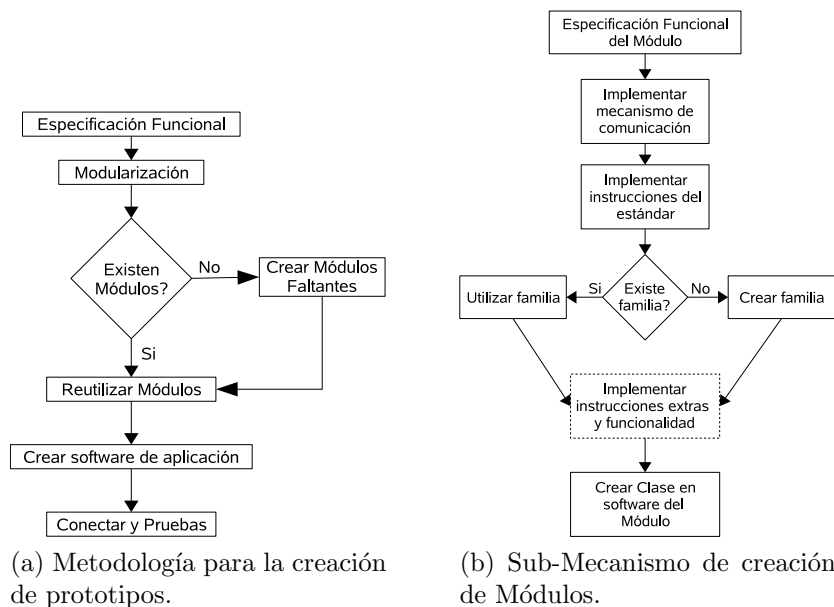 Especificación Funcional
Modularización
Existen
Módulos?
No
Crear Módulos
Faltantes
Si
Reutilizar Módulos
Crear software de aplicación
Conectar y Pruebas
(a) Metodología para la creación
de prototipos.
Especificación Funcional
del Módulo
Implementar
mecanismo de
comunicación
Implementar
instrucciones del
estándar
Utilizar familia
Si
Existe
familia?
No
Crear familia
Implementar
instrucciones extras
y funcionalidad
Crear Clase en
software del
Módulo
(b) Sub-Mecanismo de creación
de Módulos.